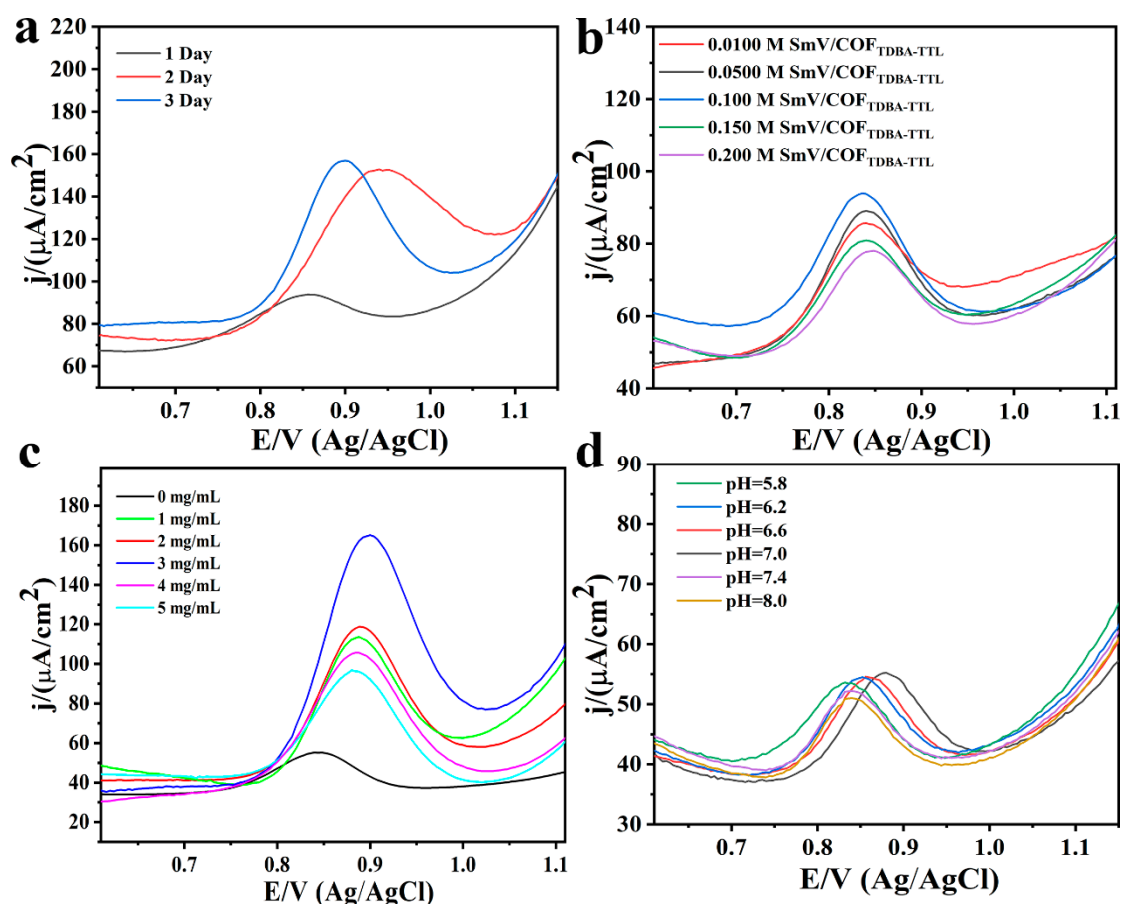 a
1 Day
2 Day
3 Day
220
200
180
160
140
120
100
80
60
j/(μA/cm²)
0.7 0.8 0.9 1.0 1.1
E/V (Ag/AgCl)
b
0.0100 M SmV/COF_TDBA-TTL
0.0500 M SmV/COF_TDBA-TTL
0.100 M SmV/COF_TDBA-TTL
0.150 M SmV/COF_TDBA-TTL
0.200 M SmV/COF_TDBA-TTL
140
120
100
80
60
40
j/(μA/cm²)
0.7 0.8 0.9 1.0 1.1
E/V (Ag/AgCl)
c
0 mg/mL
1 mg/mL
2 mg/mL
3 mg/mL
4 mg/mL
5 mg/mL
180
160
140
120
100
80
60
40
20
j/(μA/cm²)
0.7 0.8 0.9 1.0 1.1
E/V (Ag/AgCl)
d
pH=5.8
pH=6.2
pH=6.6
pH=7.0
pH=7.4
pH=8.0
90
80
70
60
50
40
30
j/(μA/cm²)
0.7 0.8 0.9 1.0 1.1
E/V (Ag/AgCl)